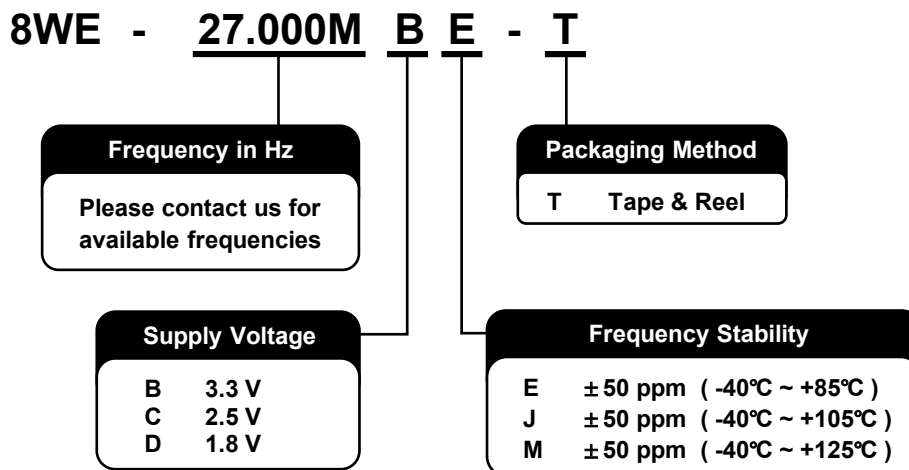 8WE - 27.000M B E - T
Frequency in Hz
Please contact us for
available frequencies
Packaging Method
T Tape & Reel
Supply Voltage
B 3.3 V
C 2.5 V
D 1.8 V
Frequency Stability
E ±50 ppm ( -40℃ ~ +85℃ )
J ±50 ppm ( -40℃ ~ +105℃ )
M ±50 ppm ( -40℃ ~ +125℃ )